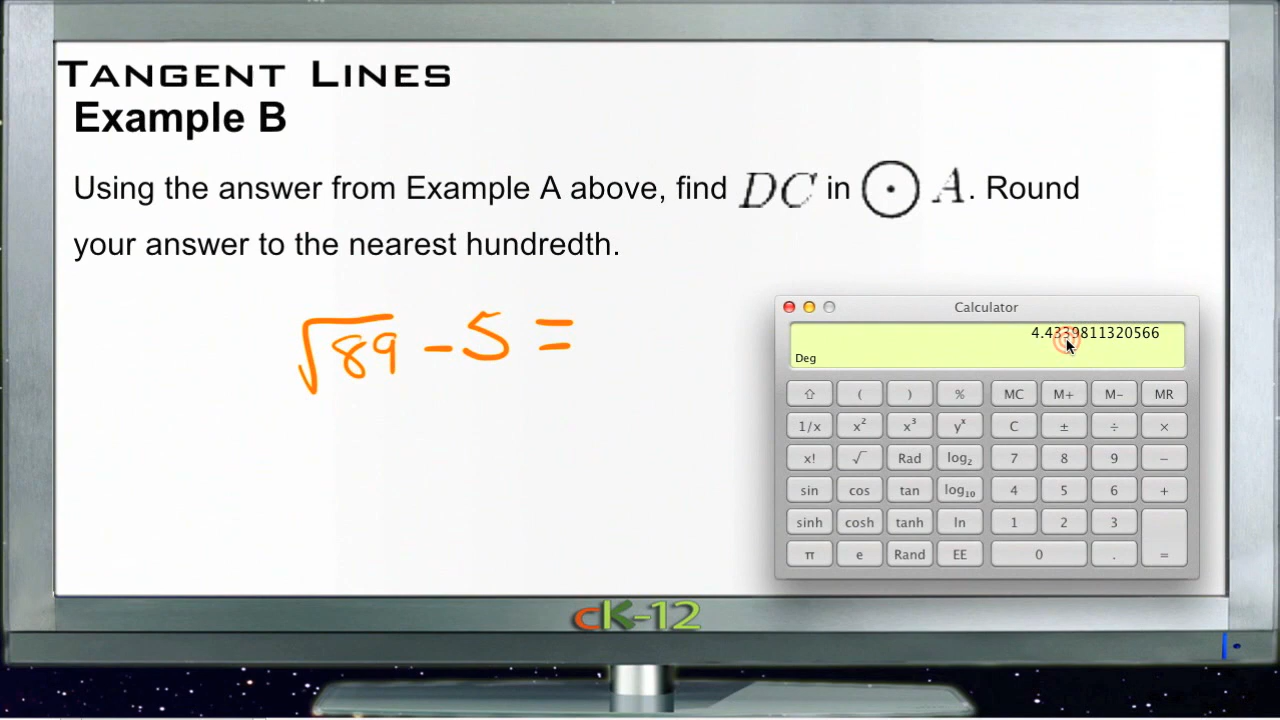 TANGENT LINES
Example B
Using the answer from Example A above, find DC in ⊙ A. Round
your answer to the nearest hundredth.
√89 - 5 =
Calculator
4.4339811320566
Deg
⇧ ( ) % MC M+ M- MR
1/x x² x³ yˣ C ± ÷ ×
x! √ Rad log₂ 7 8 9 −
sin cos tan log₁₀ 4 5 6 +
sinh cosh tanh ln 1 2 3
π e Rand EE 0 . =
cK-12